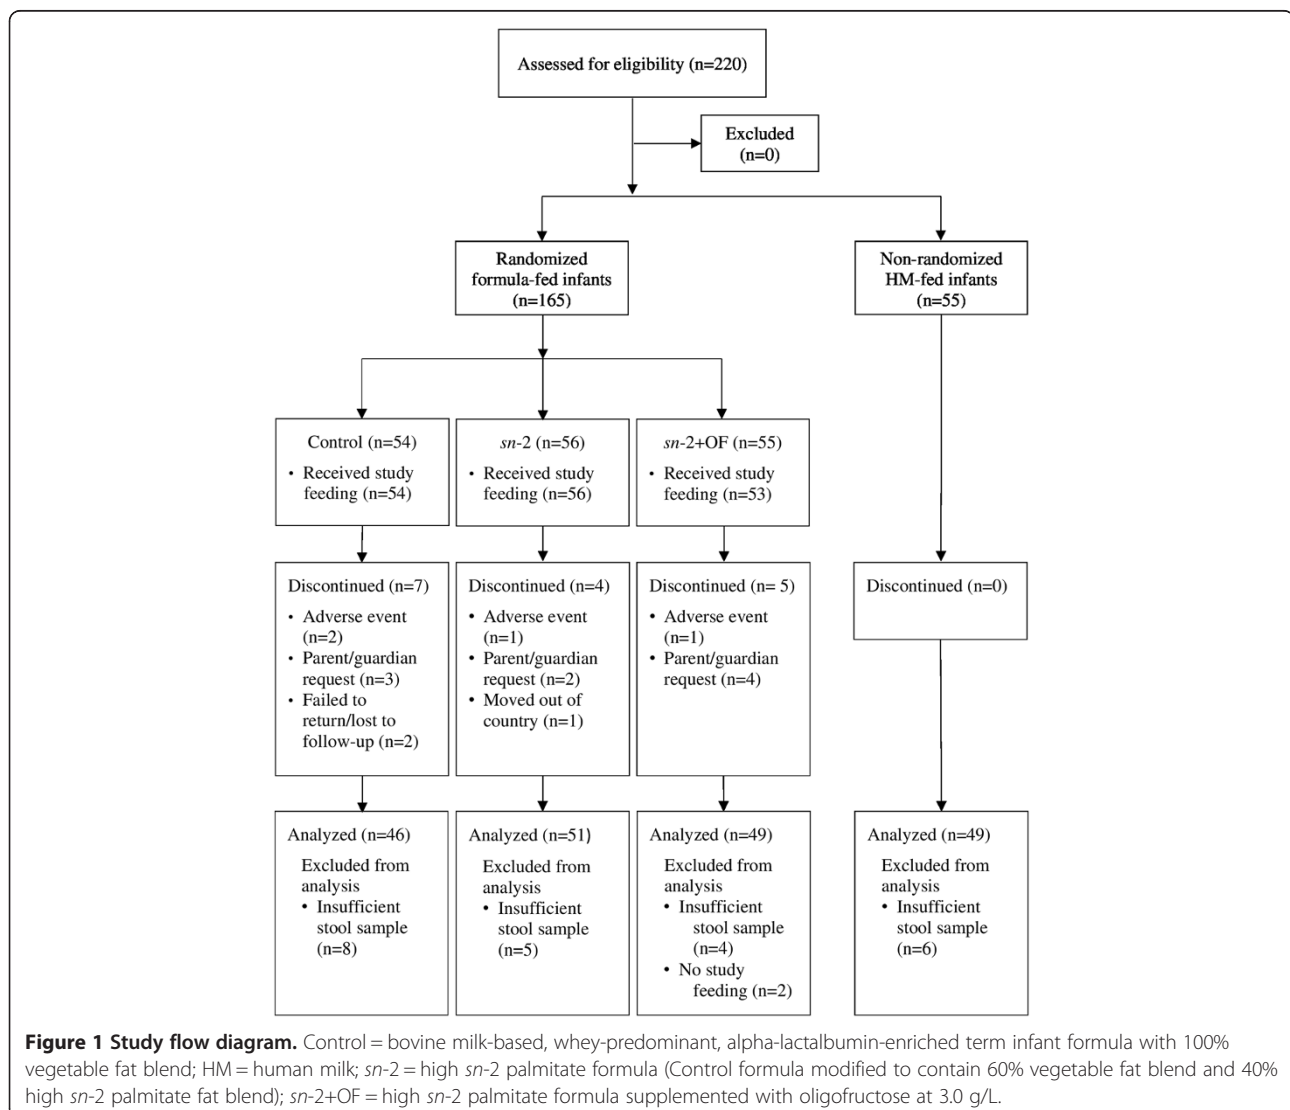 Assessed for eligibility (n=220)
Excluded
(n=0)
Randomized
formula-fed infants
(n=165)
Non-randomized
HM-fed infants
(n=55)
Control (n=54)
• Received study
feeding (n=54)
sn-2 (n=56)
• Received study
feeding (n=56)
sn-2+OF (n=55)
• Received study
feeding (n=53)
Discontinued (n=7)
• Adverse event
(n=2)
• Parent/guardian
request (n=3)
• Failed to
return/lost to
follow-up (n=2)
Discontinued (n=4)
• Adverse event
(n=1)
• Parent/guardian
request (n=2)
• Moved out of
country (n=1)
Discontinued (n= 5)
• Adverse event
(n=1)
• Parent/guardian
request (n=4)
Discontinued (n=0)
Analyzed (n=46)
Excluded from
analysis
• Insufficient
stool sample
(n=8)
Analyzed (n=51)
Excluded from
analysis
• Insufficient
stool sample
(n=5)
Analyzed (n=49)
Excluded from
analysis
• Insufficient
stool sample
(n=4)
• No study
feeding (n=2)
Analyzed (n=49)
Excluded from
analysis
• Insufficient
stool sample
(n=6)
Figure 1 Study flow diagram. Control = bovine milk-based, whey-predominant, alpha-lactalbumin-enriched term infant formula with 100%
vegetable fat blend; HM = human milk; sn-2 = high sn-2 palmitate formula (Control formula modified to contain 60% vegetable fat blend and 40%
high sn-2 palmitate fat blend); sn-2+OF = high sn-2 palmitate formula supplemented with oligofructose at 3.0 g/L.